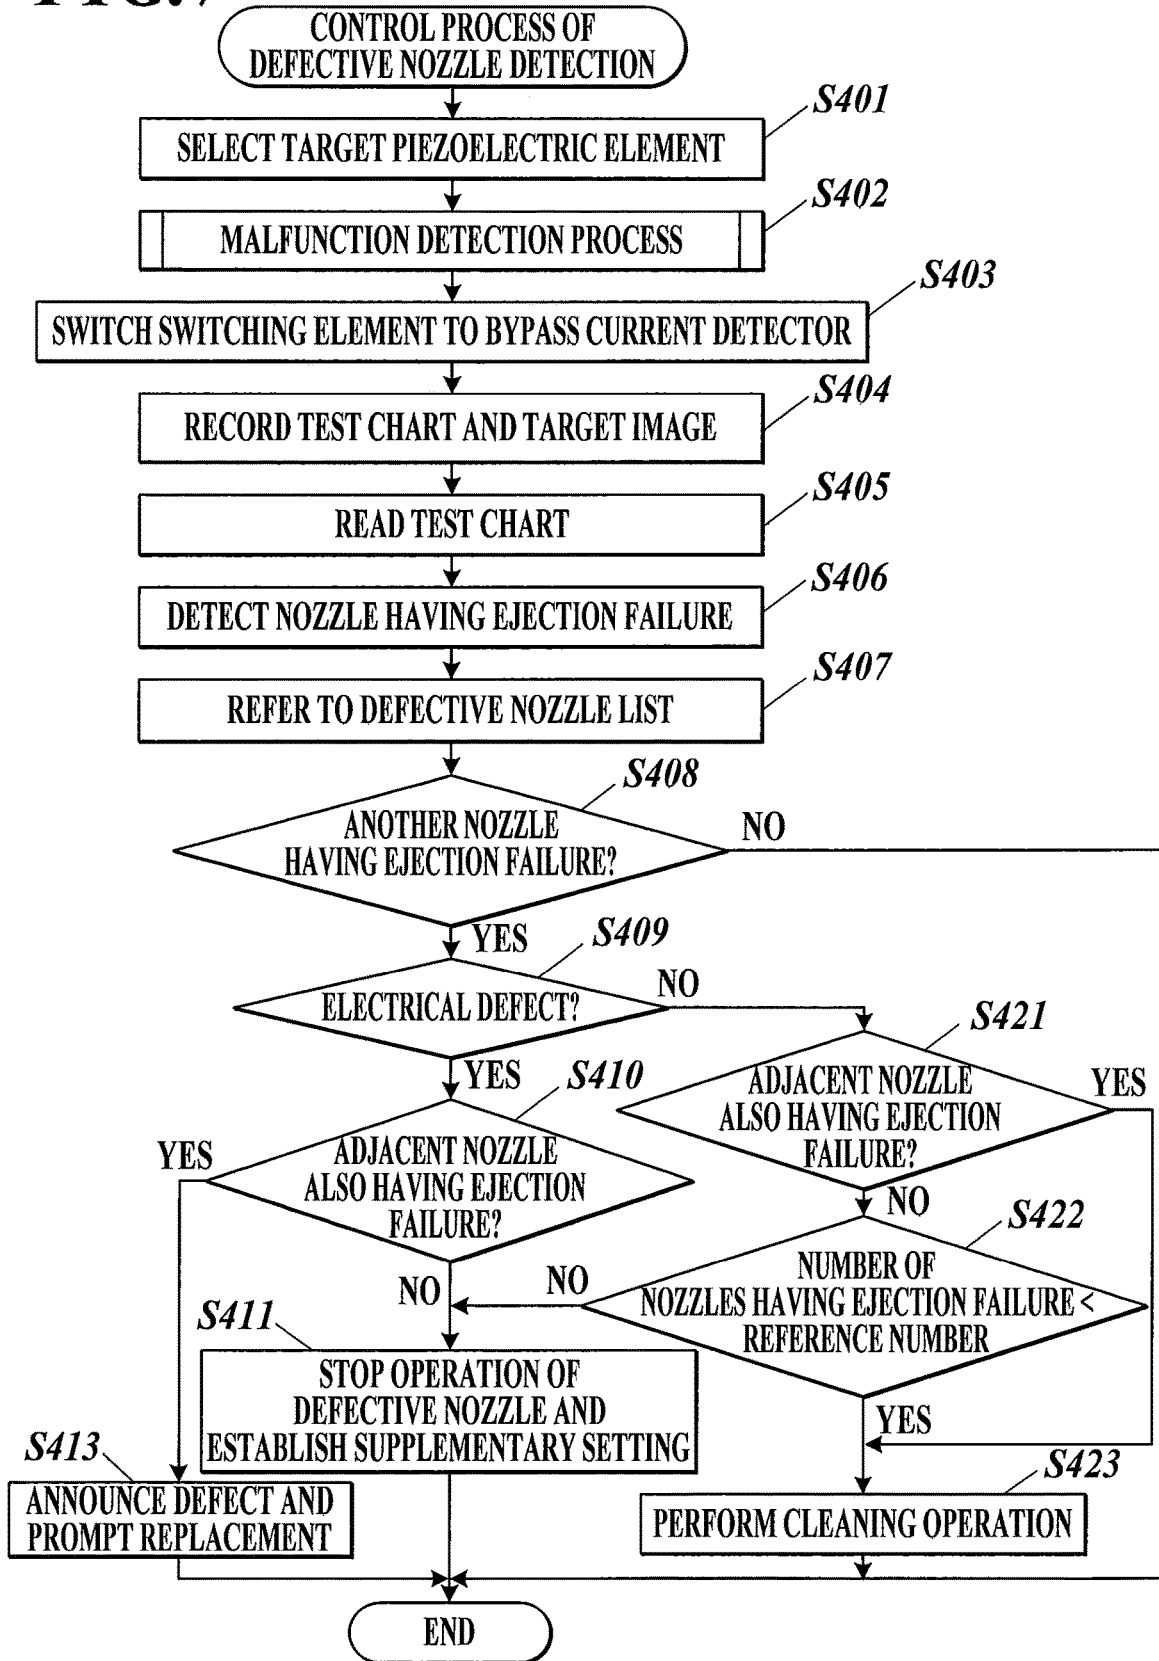 FIG. 7
CONTROL PROCESS OF
DEFECTIVE NOZZLE DETECTION
S401
SELECT TARGET PIEZOELECTRIC ELEMENT
S402
MALFUNCTION DETECTION PROCESS
S403
SWITCH SWITCHING ELEMENT TO BYPASS CURRENT DETECTOR
S404
RECORD TEST CHART AND TARGET IMAGE
S405
READ TEST CHART
S406
DETECT NOZZLE HAVING EJECTION FAILURE
S407
REFER TO DEFECTIVE NOZZLE LIST
S408
ANOTHER NOZZLE
HAVING EJECTION FAILURE?
NO
YES
S409
ELECTRICAL DEFECT?
NO
YES
S421
ADJACENT NOZZLE
ALSO HAVING EJECTION
FAILURE?
YES
NO
S410
ADJACENT NOZZLE
ALSO HAVING EJECTION
FAILURE?
YES
NO
S422
NUMBER OF
NOZZLES HAVING EJECTION FAILURE <
REFERENCE NUMBER
NO
YES
S411
STOP OPERATION OF
DEFECTIVE NOZZLE AND
ESTABLISH SUPPLEMENTARY SETTING
S413
ANNOUNCE DEFECT AND
PROMPT REPLACEMENT
S423
PERFORM CLEANING OPERATION
END